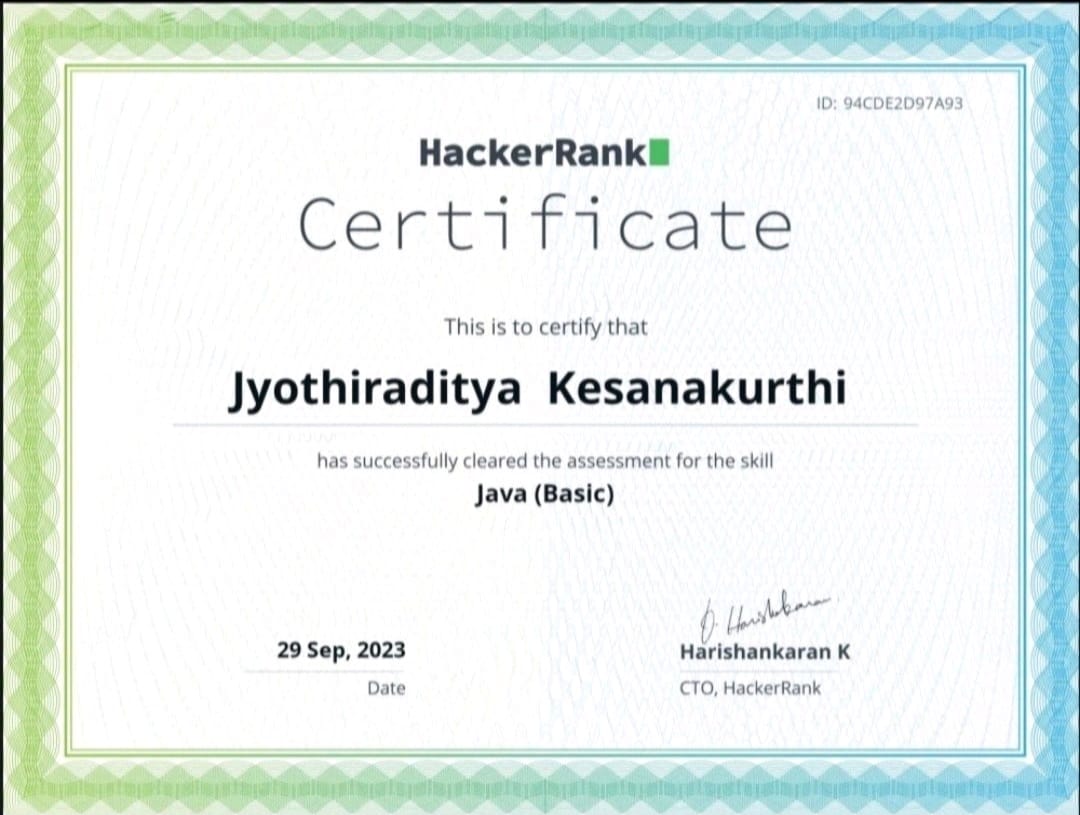 ID: 94CDE2D97A93
HackerRank
Certificate
This is to certify that
Jyothiraditya Kesanakurthi
has successfully cleared the assessment for the skill
Java (Basic)
29 Sep, 2023
Date
Harishankaran K
CTO, HackerRank